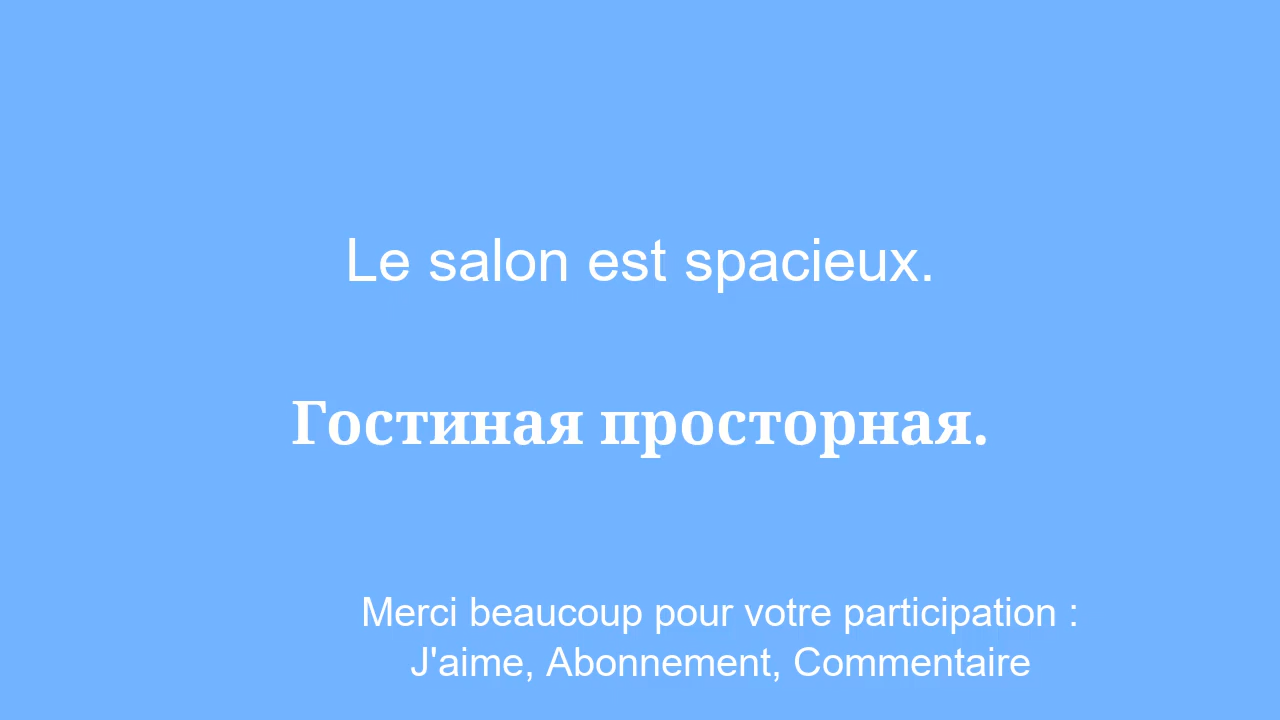 Le salon est spacieux.
Гостиная просторная.
Merci beaucoup pour votre participation :
J'aime, Abonnement, Commentaire